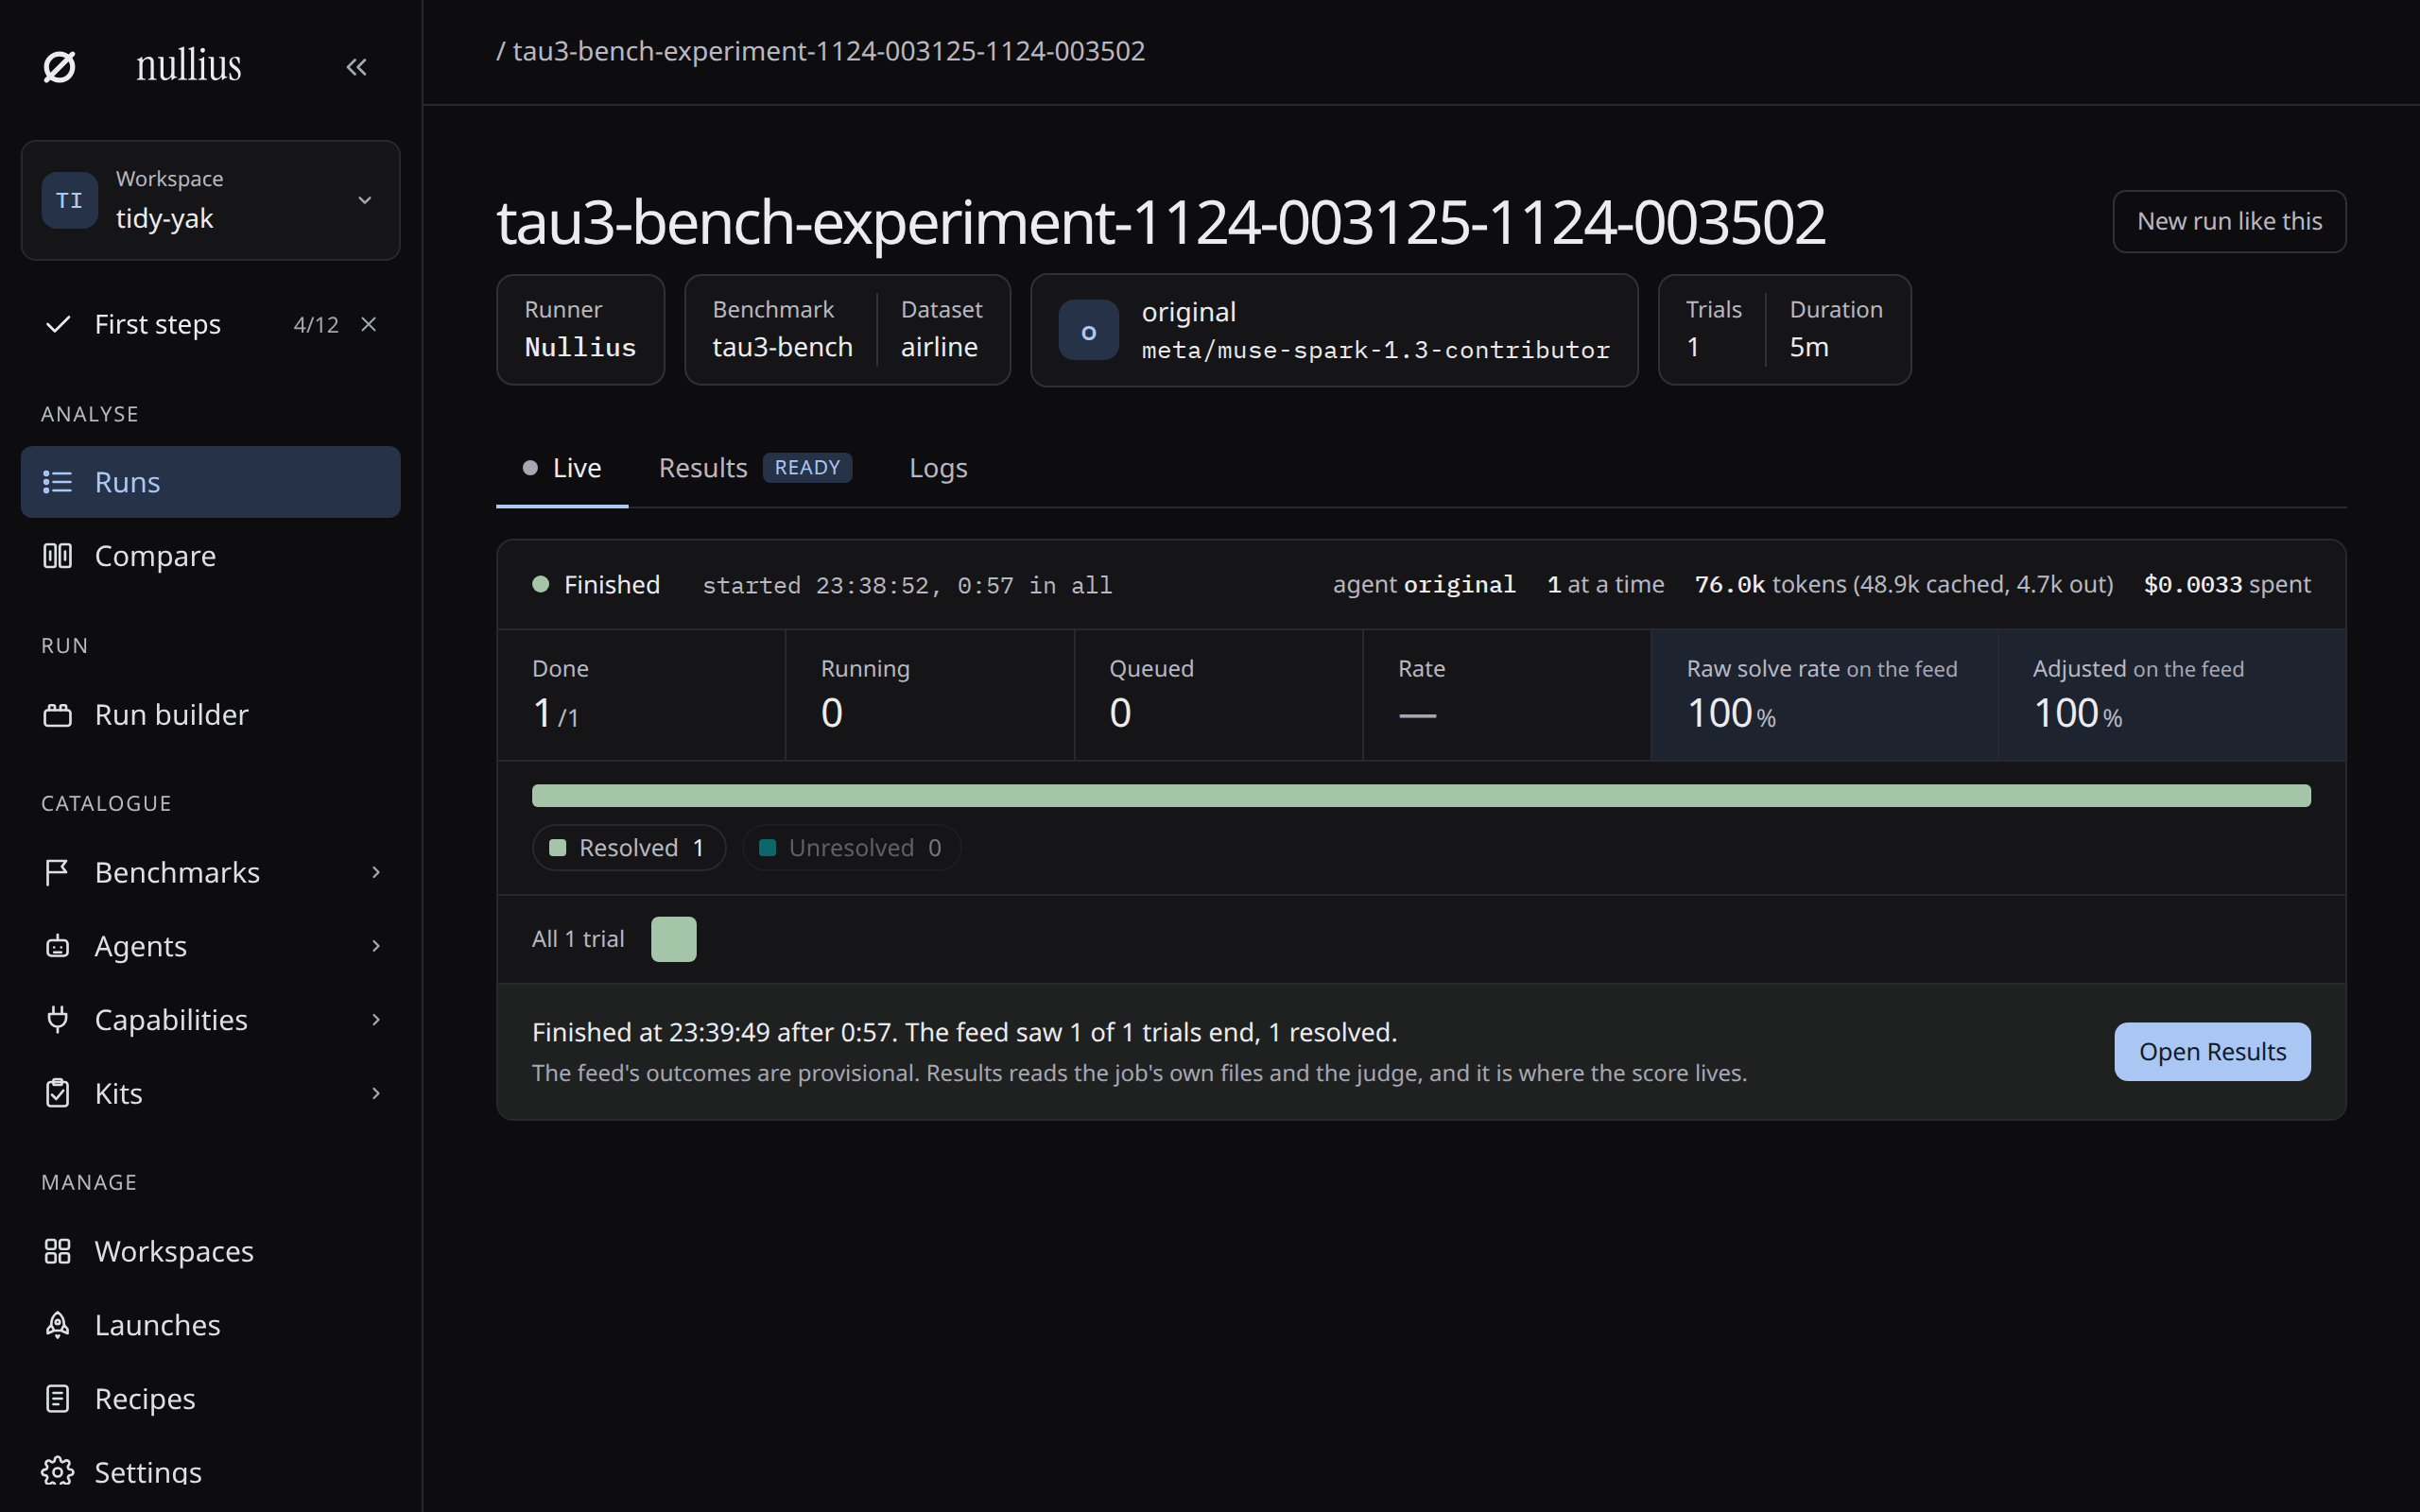 nullius
/ tau3-bench-experiment-1124-003125-1124-003502
TI
Workspace
tidy-yak
First steps 4/12
ANALYSE
Runs
Compare
RUN
Run builder
CATALOGUE
Benchmarks
Agents
Capabilities
Kits
MANAGE
Workspaces
Launches
Recipes
Settings
tau3-bench-experiment-1124-003125-1124-003502
New run like this
Runner
Nullius
Benchmark
tau3-bench
Dataset
airline
o
original
meta/muse-spark-1.3-contributor
Trials
1
Duration
5m
Live
Results READY
Logs
Finished started 23:38:52, 0:57 in all agent original 1 at a time 76.0k tokens (48.9k cached, 4.7k out) $0.0033 spent
Done
1/1
Running
0
Queued
0
Rate
—
Raw solve rate on the feed
100%
Adjusted on the feed
100%
Resolved 1
Unresolved 0
All 1 trial
Finished at 23:39:49 after 0:57. The feed saw 1 of 1 trials end, 1 resolved.
The feed's outcomes are provisional. Results reads the job's own files and the judge, and it is where the score lives.
Open Results